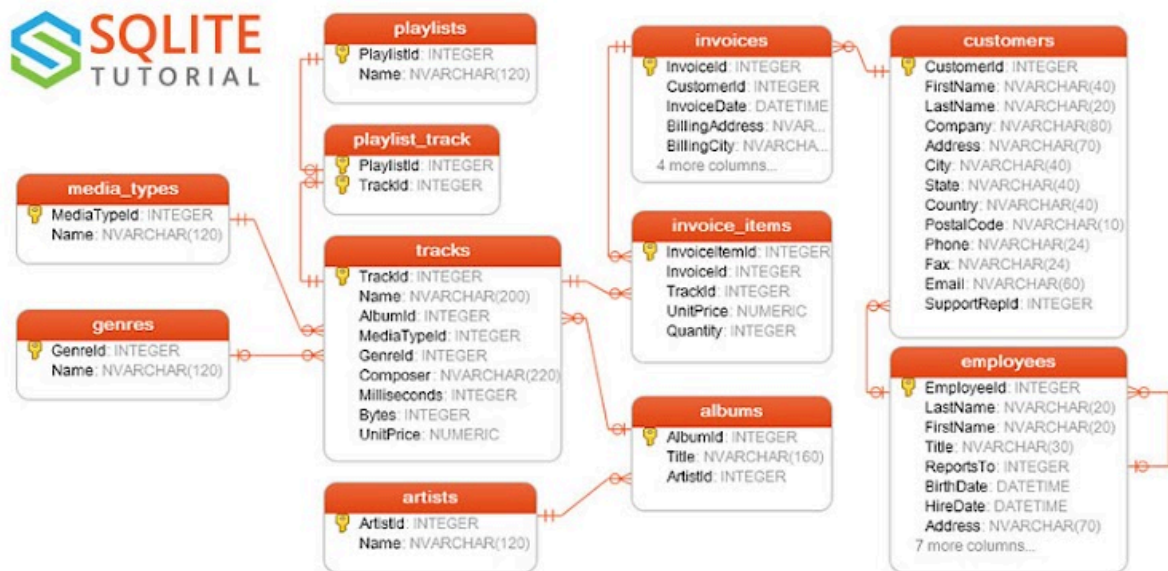 SQLITE
TUTORIAL
playlists
PlaylistId: INTEGER
Name: NVARCHAR(120)
playlist_track
PlaylistId: INTEGER
TrackId: INTEGER
media_types
MediaTypeId: INTEGER
Name: NVARCHAR(120)
genres
GenreId: INTEGER
Name: NVARCHAR(120)
tracks
TrackId: INTEGER
Name: NVARCHAR(200)
AlbumId: INTEGER
MediaTypeId: INTEGER
GenreId: INTEGER
Composer: NVARCHAR(220)
Milliseconds: INTEGER
Bytes: INTEGER
UnitPrice: NUMERIC
artists
ArtistId: INTEGER
Name: NVARCHAR(120)
invoices
InvoiceId: INTEGER
CustomerId: INTEGER
InvoiceDate: DATETIME
BillingAddress: NVAR...
BillingCity: NVARCHA...
4 more columns...
invoice_items
InvoiceItemId: INTEGER
InvoiceId: INTEGER
TrackId: INTEGER
UnitPrice: NUMERIC
Quantity: INTEGER
albums
AlbumId: INTEGER
Title: NVARCHAR(160)
ArtistId: INTEGER
customers
CustomerId: INTEGER
FirstName: NVARCHAR(40)
LastName: NVARCHAR(20)
Company: NVARCHAR(80)
Address: NVARCHAR(70)
City: NVARCHAR(40)
State: NVARCHAR(40)
Country: NVARCHAR(40)
PostalCode: NVARCHAR(10)
Phone: NVARCHAR(24)
Fax: NVARCHAR(24)
Email: NVARCHAR(60)
SupportRepId: INTEGER
employees
EmployeeId: INTEGER
LastName: NVARCHAR(20)
FirstName: NVARCHAR(20)
Title: NVARCHAR(30)
ReportsTo: INTEGER
BirthDate: DATETIME
HireDate: DATETIME
Address: NVARCHAR(70)
7 more columns...